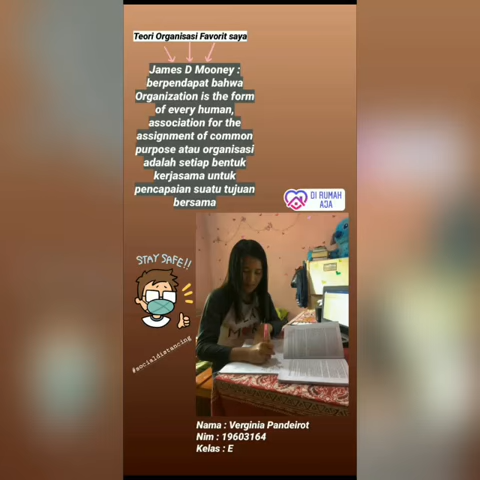 Teori Organisasi Favorit saya
James D Mooney :
berpendapat bahwa
Organization is the form
of every human,
association for the
assignment of common
purpose atau organisasi
adalah setiap bentuk
kerjasama untuk
pencapaian suatu tujuan
bersama
DI RUMAH
AJA
STAY SAFE!!
#socialdistancing
Nama : Verginia Pandeirot
Nim : 19603164
Kelas : E